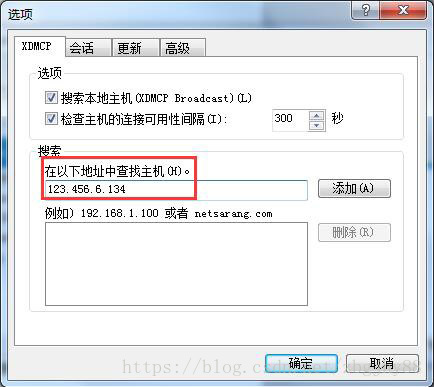 选项
XDMCP 会话 更新 高级
选项
搜索本地主机(XDMCP Broadcast)(L)
检查主机的连接可用性间隔(I): 300 秒
搜索
在以下地址中查找主机(H)。
123.456.6.134 添加(A)
例如) 192.168.1.100 或者 netsarang.com
删除(R)
确定 取消